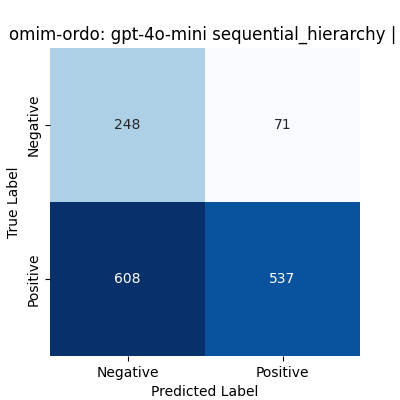 omim-ordo: gpt-4o-mini sequential_hierarchy |
True Label
Negative
248
71
Positive
608
537
Negative
Positive
Predicted Label